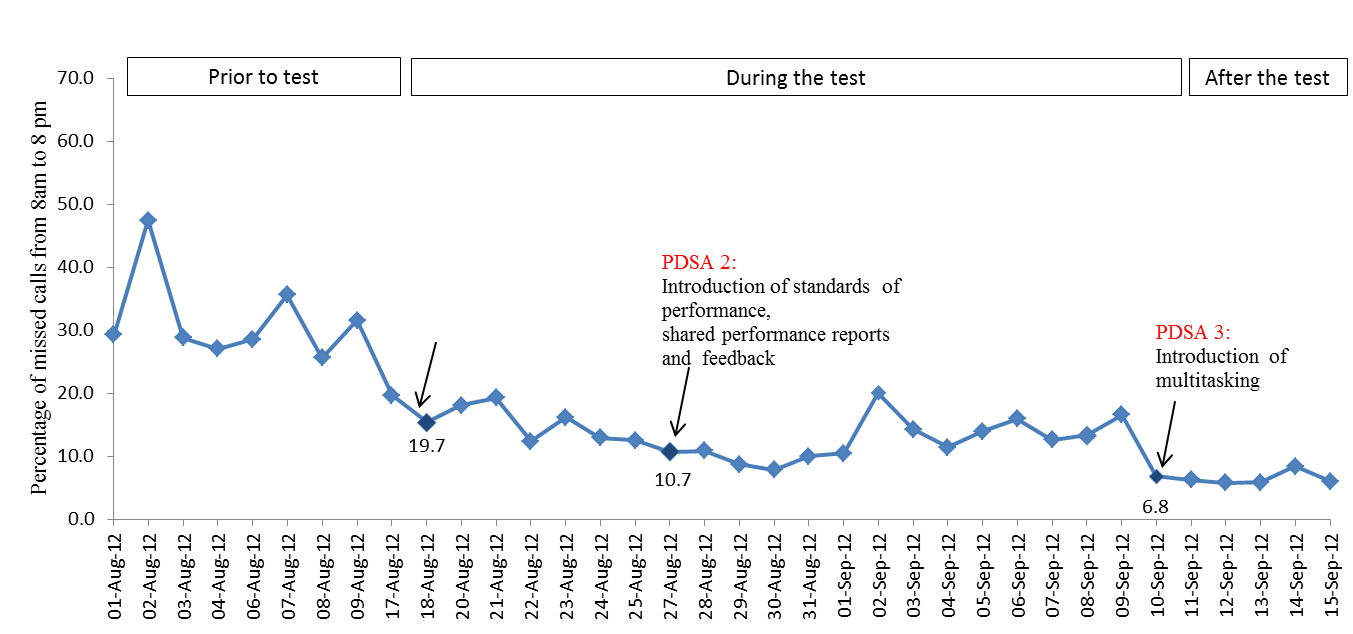 Prior to test
During the test
After the test
Percentage of missed calls from 8am to 8 pm
70.0
60.0
50.0
40.0
30.0
20.0
10.0
0.0
PDSA 2:
Introduction of standards of
performance,
shared performance reports
and feedback
PDSA 3:
Introduction of
multitasking
19.7
10.7
6.8
01-Aug-12
02-Aug-12
03-Aug-12
04-Aug-12
06-Aug-12
07-Aug-12
08-Aug-12
09-Aug-12
17-Aug-12
18-Aug-12
20-Aug-12
21-Aug-12
22-Aug-12
23-Aug-12
24-Aug-12
25-Aug-12
27-Aug-12
28-Aug-12
29-Aug-12
30-Aug-12
31-Aug-12
01-Sep-12
02-Sep-12
03-Sep-12
04-Sep-12
05-Sep-12
06-Sep-12
07-Sep-12
08-Sep-12
09-Sep-12
10-Sep-12
11-Sep-12
12-Sep-12
13-Sep-12
14-Sep-12
15-Sep-12